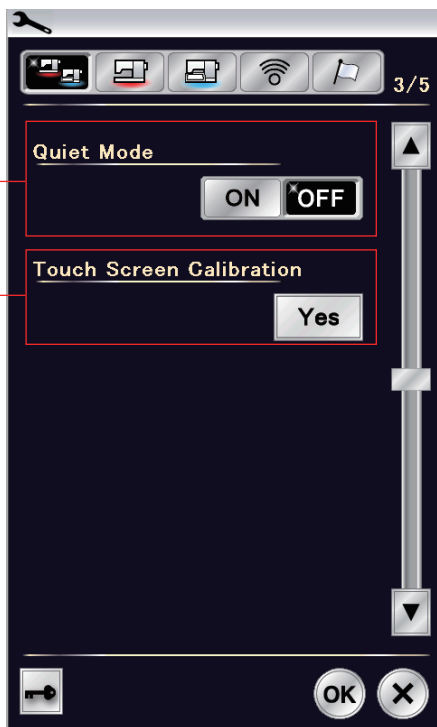 3/5
Quiet Mode
ON OFF
Touch Screen Calibration
Yes
OK